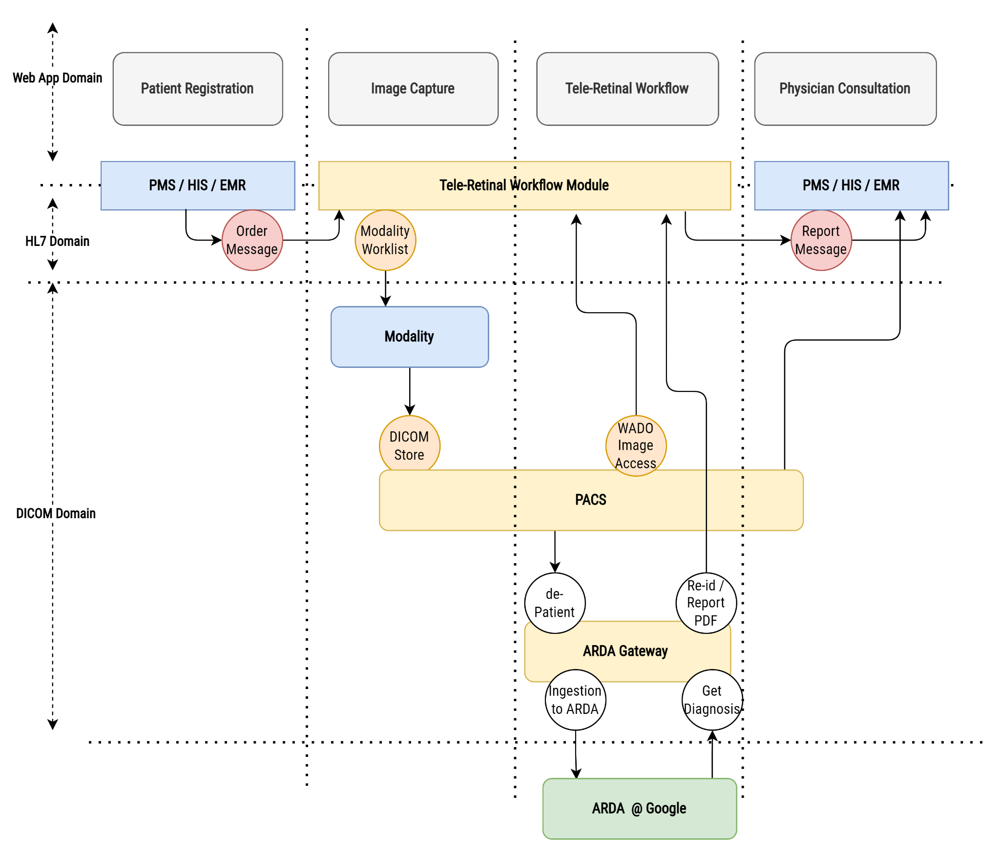 Web App Domain
Patient Registration
Image Capture
Tele-Retinal Workflow
Physician Consultation
PMS / HIS / EMR
Tele-Retinal Workflow Module
PMS / HIS / EMR
HL7 Domain
Order
Message
Modality
Worklist
Report
Message
Modality
DICOM
Store
WADO
Image
Access
PACS
DICOM Domain
de-
Patient
Re-id /
Report
PDF
ARDA Gateway
Ingestion
to ARDA
Get
Diagnosis
ARDA  @ Google